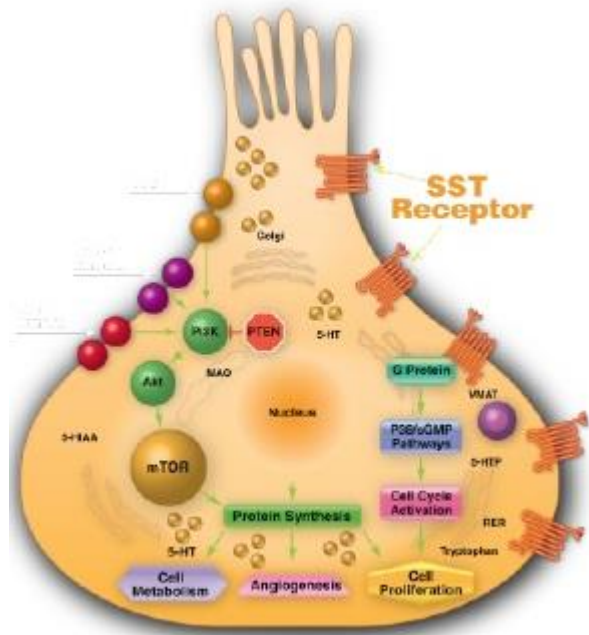 SST
Receptor
Golgi
PI3K
PTEN
5-HT
MAO
G Protein
Akt
VMAT
Nucleus
P38/cGMP
Pathways
5-HIAA
5-HTP
mTOR
Cell Cycle
Activation
Protein Synthesis
RER
5-HT
Tryptophan
Cell
Metabolism
Angiogenesis
Cell
Proliferation